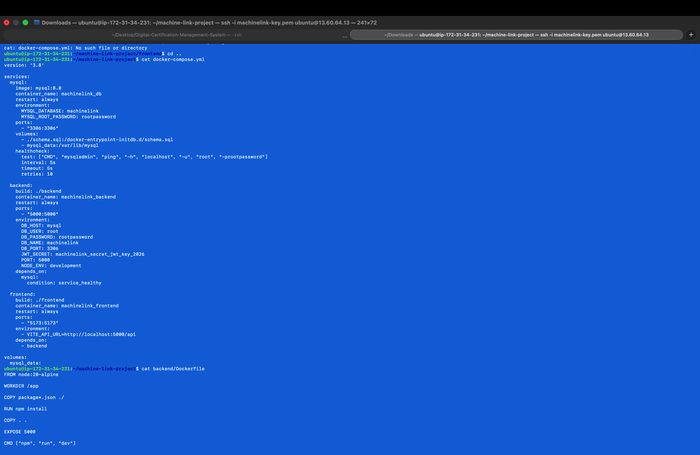 Downloads — ubuntu@ip-172-31-34-231: ~/machine-link-project — ssh -i machinelink-key.pem ubuntu@13.60.64.13 — 241×72
~/Desktop/Digital-Certification-Management-System — -zsh
... ~/Downloads — ubuntu@ip-172-31-34-231: ~/machine-link-project — ssh -i machinelink-key.pem ubuntu@13.60.64.13 +
cat: docker-compose.yml: No such file or directory
ubuntu@ip-172-31-34-231:~/machine-link-project/frontend$ cd ..
ubuntu@ip-172-31-34-231:~/machine-link-project$ cat docker-compose.yml
version: '3.8'
services:
mysql:
image: mysql:8.0
container_name: machinelink_db
restart: always
environment:
MYSQL_DATABASE: machinelink
MYSQL_ROOT_PASSWORD: rootpassword
ports:
- "3306:3306"
volumes:
- ./schema.sql:/docker-entrypoint-initdb.d/schema.sql
- mysql_data:/var/lib/mysql
healthcheck:
test: ["CMD", "mysqladmin", "ping", "-h", "localhost", "-u", "root", "-prootpassword"]
interval: 5s
timeout: 5s
retries: 10
backend:
build: ./backend
container_name: machinelink_backend
restart: always
ports:
- "5000:5000"
environment:
DB_HOST: mysql
DB_USER: root
DB_PASSWORD: rootpassword
DB_NAME: machinelink
DB_PORT: 3306
JWT_SECRET: machinelink_secret_jwt_key_2026
PORT: 5000
NODE_ENV: development
depends_on:
mysql:
condition: service_healthy
frontend:
build: ./frontend
container_name: machinelink_frontend
restart: always
ports:
- "5173:5173"
environment:
- VITE_API_URL=http://localhost:5000/api
depends_on:
- backend
volumes:
mysql_data:
ubuntu@ip-172-31-34-231:~/machine-link-project$ cat backend/Dockerfile
FROM node:20-alpine
WORKDIR /app
COPY package*.json ./
RUN npm install
COPY . .
EXPOSE 5000
CMD ["npm", "run", "dev"]